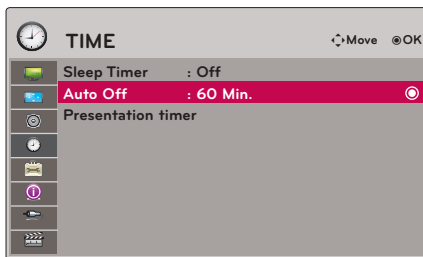 TIME Move ◉OK
Sleep Timer : Off
Auto Off : 60 Min.
Presentation timer